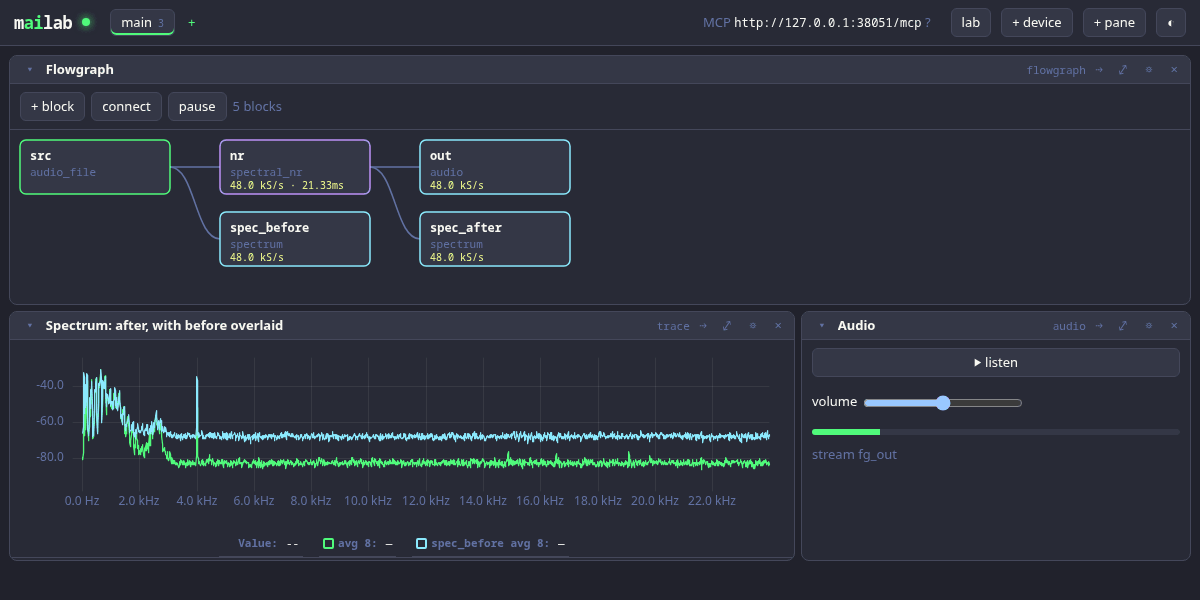 mailab main 3 + MCP http://127.0.0.1:38051/mcp ? lab + device + pane
Flowgraph flowgraph
+ block connect pause 5 blocks
src
audio_file
nr
spectral_nr
48.0 kS/s · 21.33ms
out
audio
48.0 kS/s
spec_before
spectrum
48.0 kS/s
spec_after
spectrum
48.0 kS/s
Spectrum: after, with before overlaid trace
-40.0
-60.0
-80.0
0.0 Hz 2.0 kHz 4.0 kHz 6.0 kHz 8.0 kHz 10.0 kHz 12.0 kHz 14.0 kHz 16.0 kHz 18.0 kHz 20.0 kHz 22.0 kHz
Value: -- avg 8: — spec_before avg 8: —
Audio audio
listen
volume
stream fg_out